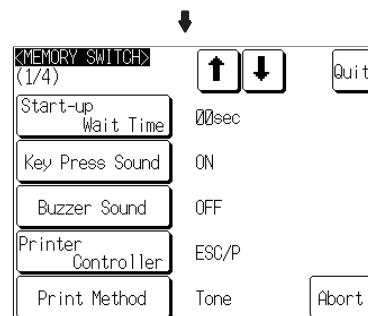 <MEMORY SWITCH>
(1/4)
Quit
Start-up
Wait Time
00sec
Key Press Sound
ON
Buzzer Sound
OFF
Printer
Controller
ESC/P
Print Method
Tone
Abort